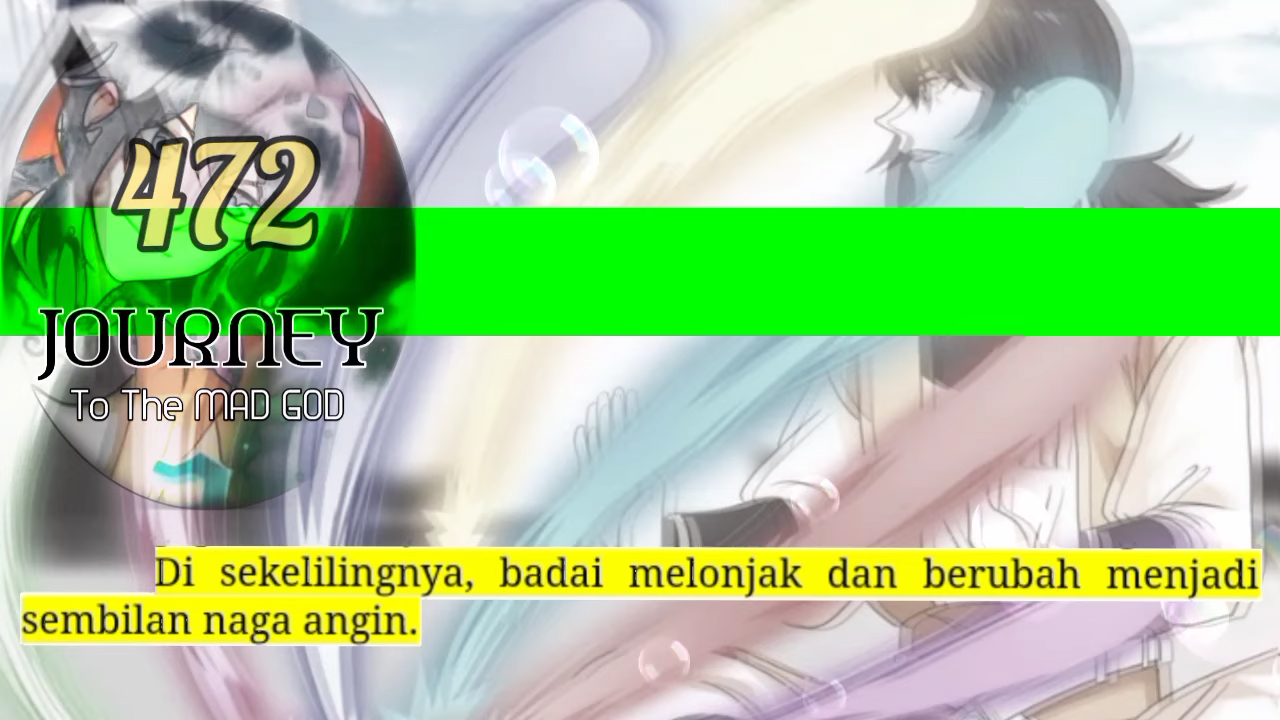 472
JOURNEY
To The MAD GOD
Di sekelilingnya, badai melonjak dan berubah menjadi
sembilan naga angin.